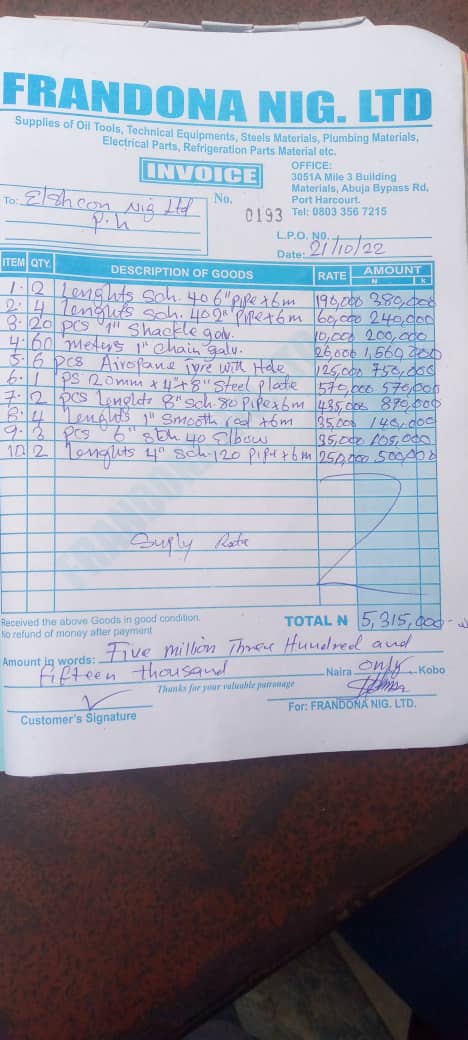 FRANDONA NIG. LTD
Supplies of Oil Tools, Technical Equipments, Steels Materials, Plumbing Materials,
Electrical Parts, Refrigeration Parts Material etc.
INVOICE
OFFICE:
3051A Mile 3 Building
Materials, Abuja Bypass Rd,
Port Harcourt.
Tel: 0803 356 7215
To: Elshcon Nig Ltd
P.H
No. 0193
L.P.O. NO.
Date: 21/10/22
ITEM QTY. DESCRIPTION OF GOODS RATE AMOUNT
N K
1. 2 Lenghts Sch. 40 6" pipe x 6m 190,000 380,000
2. 4 Lenghts Sch. 40 2" Pipe x 6m 60,000 240,000
3. 20 pcs 1" Shackle galv. 10,000 200,000
4. 60 meters 1" Chain galv. 26,000 1,560,000
5. 6 pcs Airopane tyre with Hole 125,000 750,000
6. 1 Ps 20mm x 4" x 8" Steel Plate 570,000 570,000
7. 2 pcs Lenghts 8" Sch 80 Pipe x 6m 435,000 870,000
8. 4 Lenghts 1" Smooth rod x 6m 35,000 140,000
9. 3 pcs 6" Sch 40 Elbow 35,000 105,000
10. 2 Lenghts 4" Sch. 120 pipe x 6m 250,000 500,000
Suply Rate
Received the above Goods in good condition.
No refund of money after payment
TOTAL N 5,315,000
Amount in words: Five million Three Hundred and
fifteen thousand Naira only Kobo
Thanks for your valuable patronage
Customer's Signature
For: FRANDONA NIG. LTD.